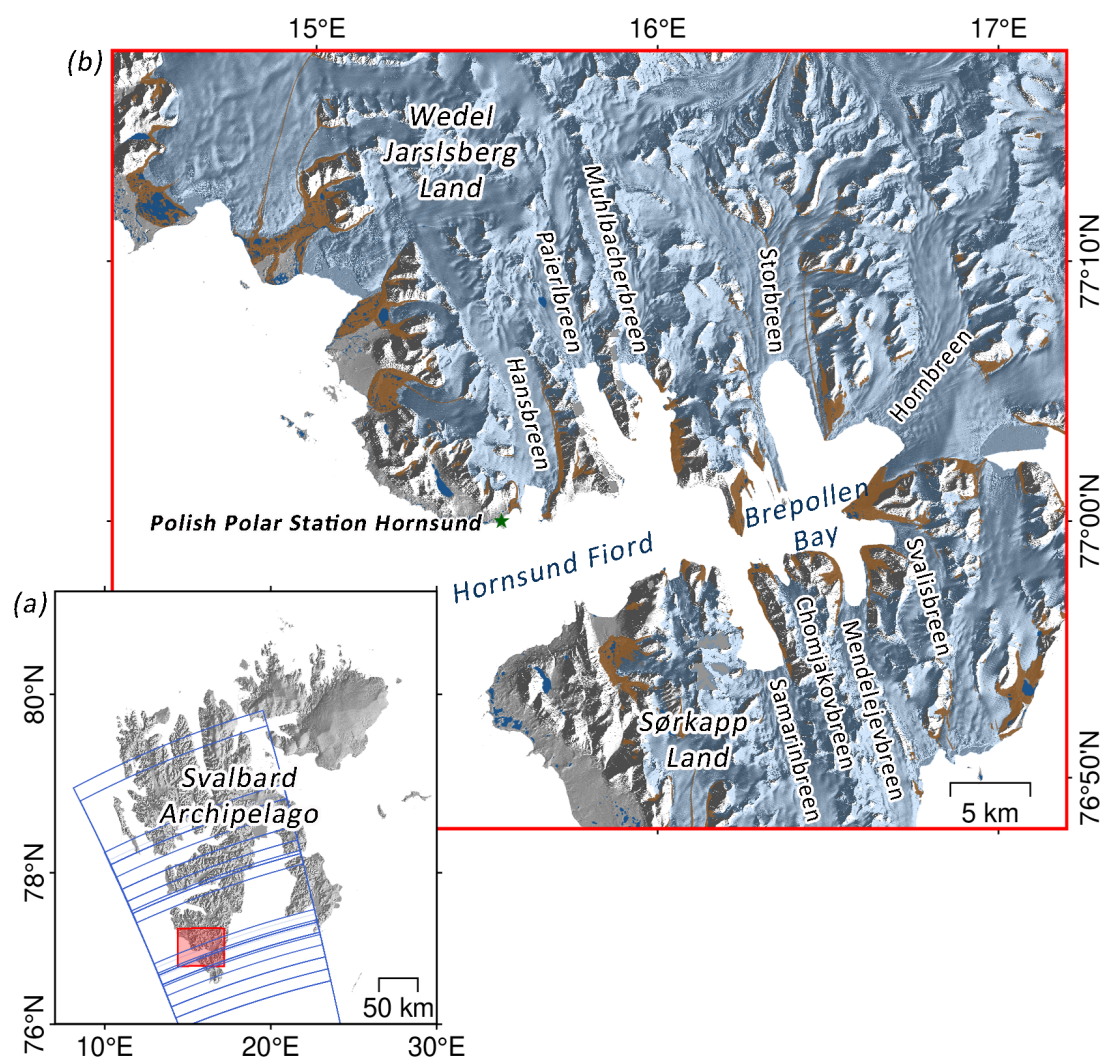 15°E
16°E
17°E
(b)
Wedel
Jarslsberg
Land
Muhlbacherbreen
Paierlbreen
Storbreen
77°10'N
Hansbreen
Hornbreen
Polish Polar Station Hornsund
77°00'N
Brepollen
Bay
Hornsund Fiord
Svalisbreen
Chomjakovbreen
Mendelejevbreen
Samarinbreen
Sørkapp
Land
76°50'N
5 km
(a)
80°N
Svalbard
Archipelago
78°N
50 km
76°N
10°E
20°E
30°E